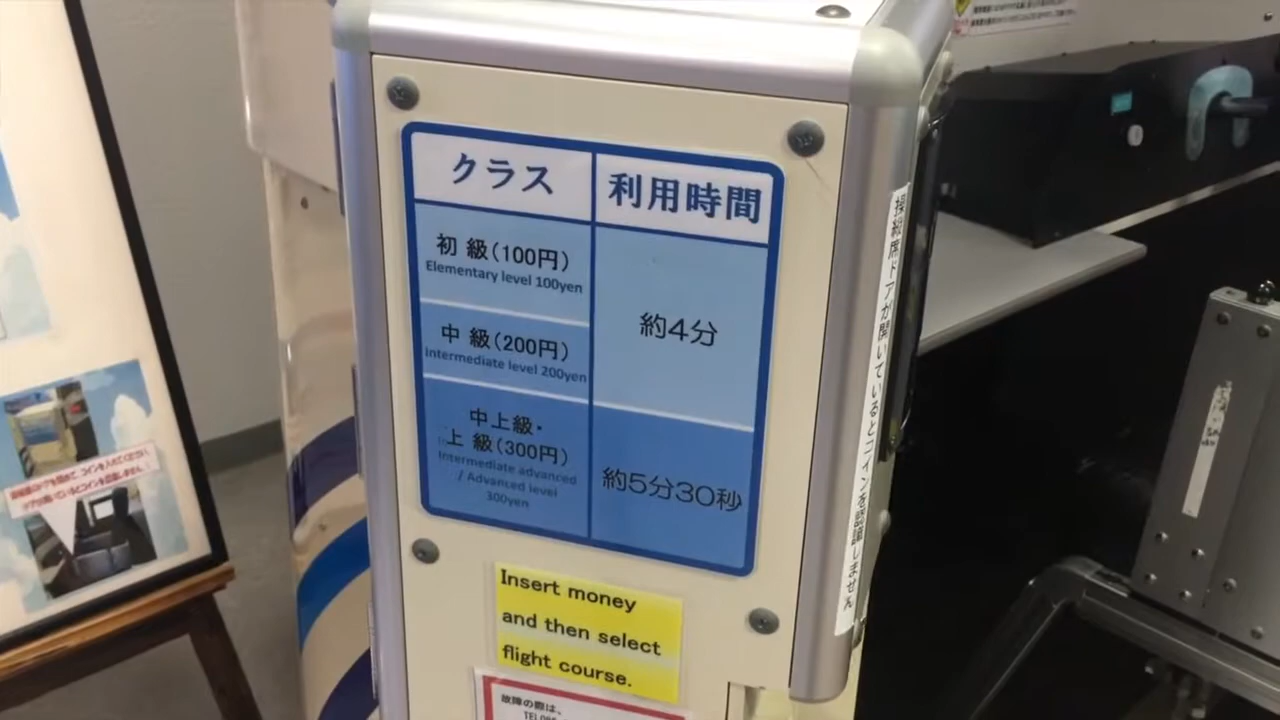 クラス
利用時間
初 級(100円)
Elementary level 100yen
中 級(200円)
Intermediate level 200yen
約4分
中上級・
上 級(300円)
Intermediate advanced
/ Advanced level
300yen
約5分30秒
Insert money
and then select
flight course.
故障の際は、
操縦席ドアが開いているとコインを認識しません